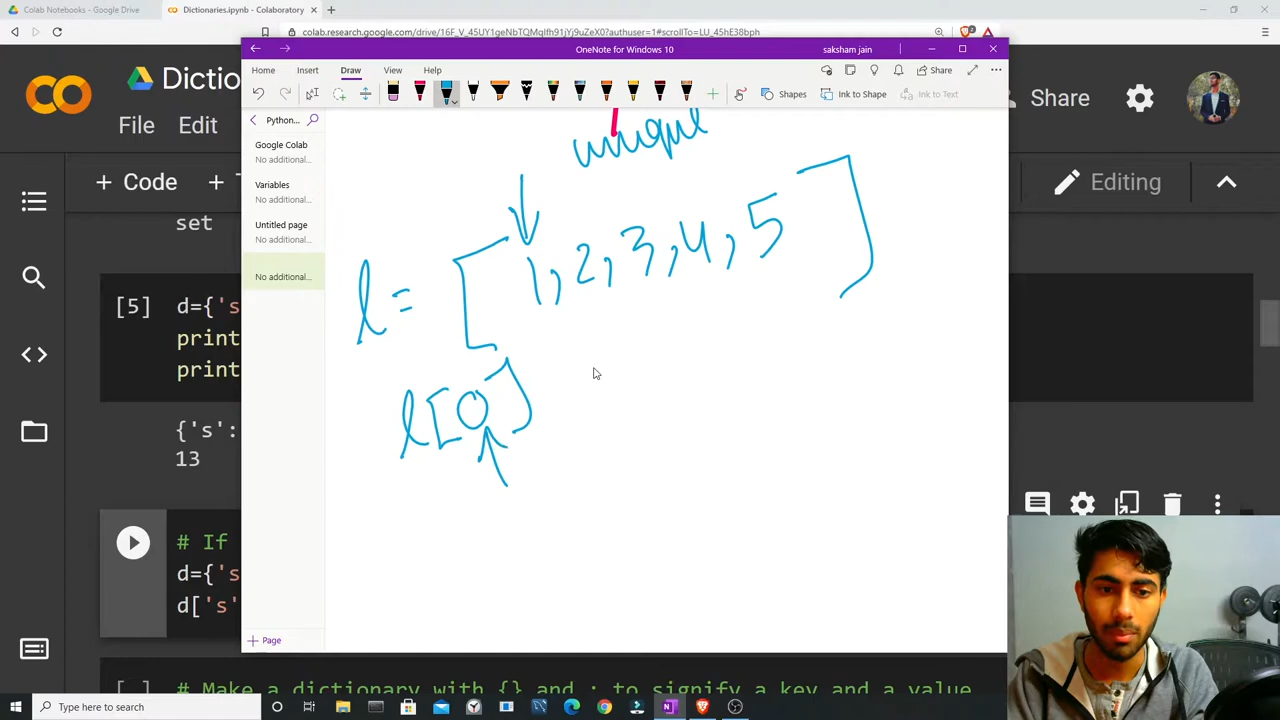 Colab Notebooks - Google Drive
Dictionaries.ipynb - Colaboratory
colab.research.google.com/drive/16F_V_45UY1geNbTQMqIfh91jYj9uZeX0?authuser=1#scrollTo=LU_45hE38bph
OneNote for Windows 10
saksham jain
Home Insert Draw View Help
Share
Shapes Ink to Shape Ink to Text
Python...
Google Colab
No additional...
Variables
No additional...
Untitled page
No additional...
No additional...
+ Page
unique
l = [1, 2, 3, 4, 5]
l[0]
CO
Diction
File Edit
Share
+ Code +
Editing
set
[5] d={'s
print
print
{'s':
13
# If
d={'s
d['s'
[ ] # Make a dictionary with {} and : to signify a key and a value
Type here to search